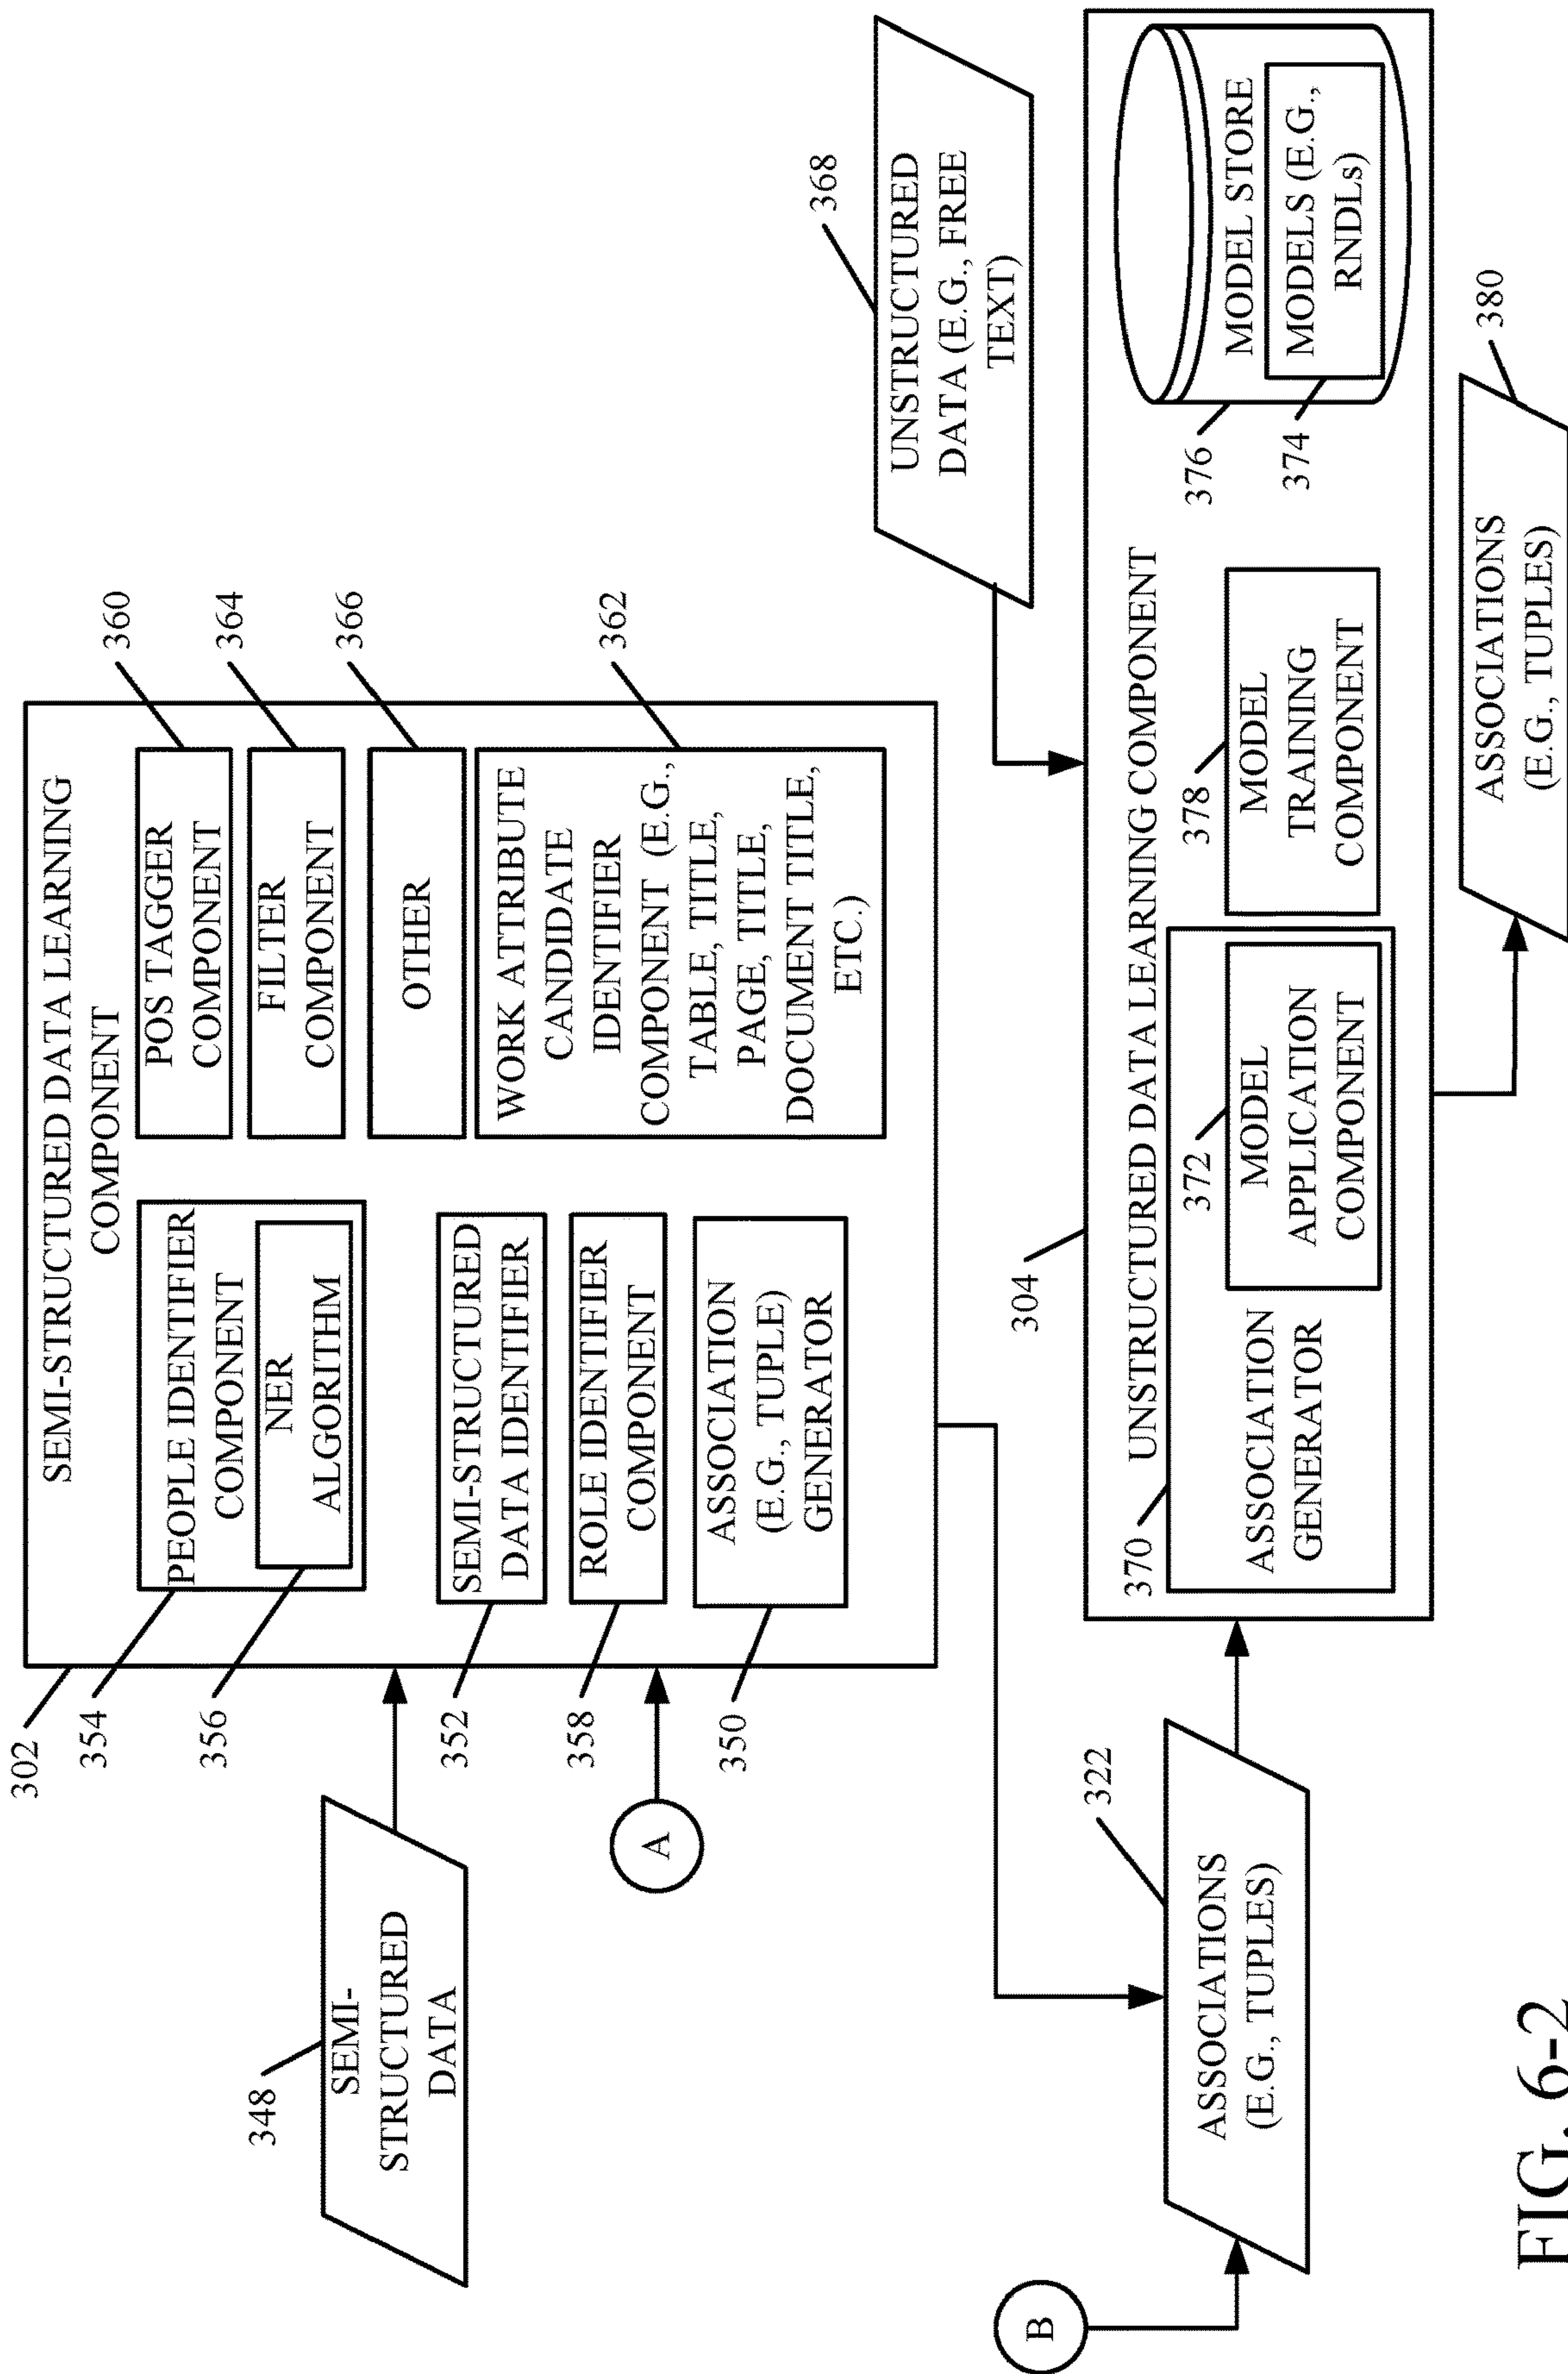 SEMI-STRUCTURED DATA LEARNING
COMPONENT
302
354
PEOPLE IDENTIFIER
COMPONENT
356
NER
ALGORITHM
352
SEMI-STRUCTURED
DATA IDENTIFIER
358
ROLE IDENTIFIER
COMPONENT
350
ASSOCIATION
(E.G., TUPLE)
GENERATOR
POS TAGGER
COMPONENT
360
FILTER
COMPONENT
364
OTHER
366
WORK ATTRIBUTE
CANDIDATE
IDENTIFIER
COMPONENT (E.G.,
TABLE, TITLE,
PAGE, TITLE,
DOCUMENT TITLE,
ETC.)
362
348
SEMI-
STRUCTURED
DATA
A
368
UNSTRUCTURED
DATA (E.G., FREE
TEXT)
B
322
ASSOCIATIONS
(E.G., TUPLES)
304
UNSTRUCTURED DATA LEARNING COMPONENT
370
ASSOCIATION
GENERATOR
372
MODEL
APPLICATION
COMPONENT
378
MODEL
TRAINING
COMPONENT
376
MODEL STORE
374
MODELS (E.G.,
RNDLs)
380
ASSOCIATIONS
(E.G., TUPLES)
FIG. 6-2